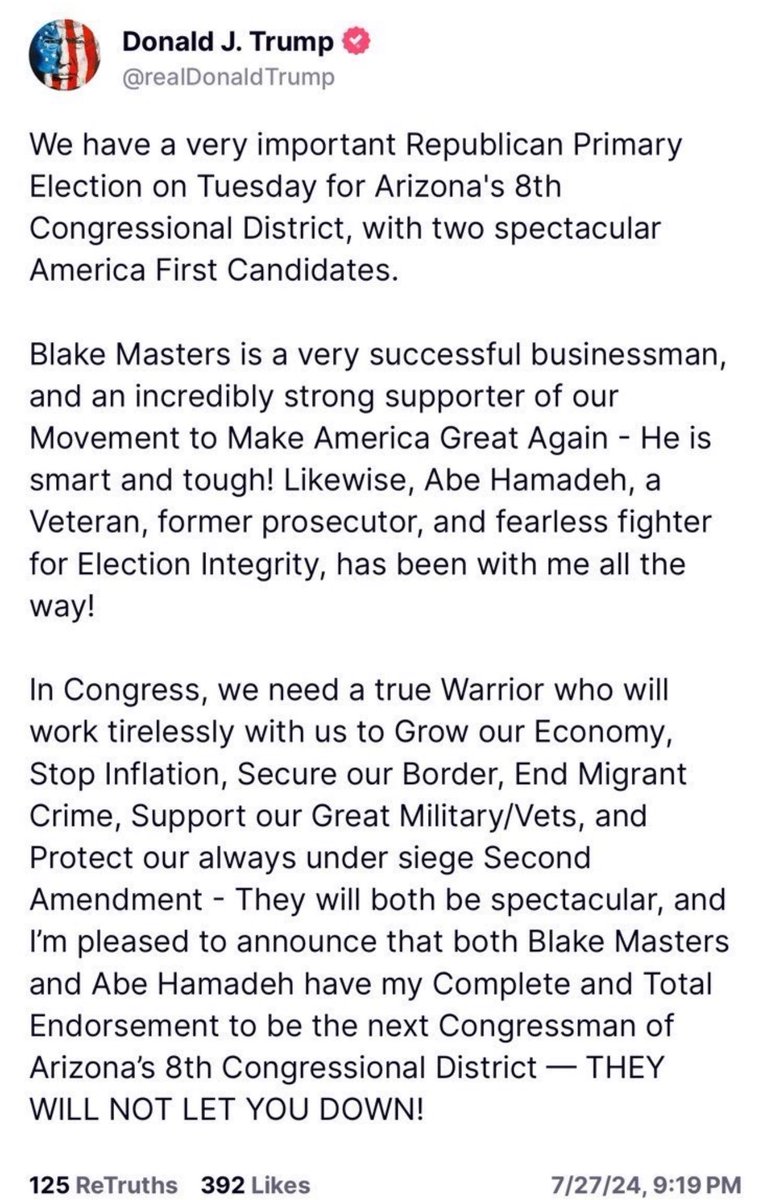 Donald J. Trump
@realDonaldTrump
We have a very important Republican Primary
Election on Tuesday for Arizona's 8th
Congressional District, with two spectacular
America First Candidates.
Blake Masters is a very successful businessman,
and an incredibly strong supporter of our
Movement to Make America Great Again - He is
smart and tough! Likewise, Abe Hamadeh, a
Veteran, former prosecutor, and fearless fighter
for Election Integrity, has been with me all the
way!
In Congress, we need a true Warrior who will
work tirelessly with us to Grow our Economy,
Stop Inflation, Secure our Border, End Migrant
Crime, Support our Great Military/Vets, and
Protect our always under siege Second
Amendment - They will both be spectacular, and
I’m pleased to announce that both Blake Masters
and Abe Hamadeh have my Complete and Total
Endorsement to be the next Congressman of
Arizona’s 8th Congressional District — THEY
WILL NOT LET YOU DOWN!
125 ReTruths 392 Likes 7/27/24, 9:19 PM